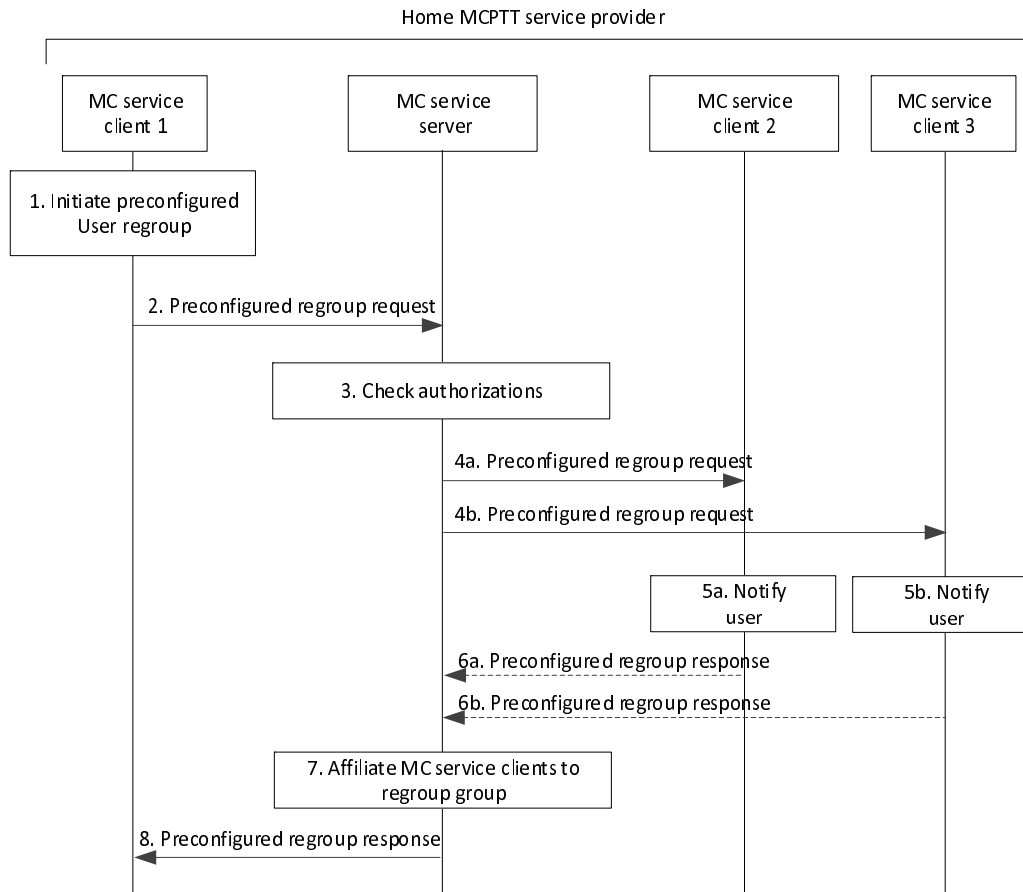 Home MCPTT service provider
MC service
client 1
MC service
server
MC service
client 2
MC service
client 3
1. Initiate preconfigured
User regroup
2. Preconfigured regroup request
3. Check authorizations
4a. Preconfigured regroup request
4b. Preconfigured regroup request
5a. Notify
user
5b. Notify
user
6a. Preconfigured regroup response
6b. Preconfigured regroup response
7. Affiliate MC service clients to
regroup group
8. Preconfigured regroup response